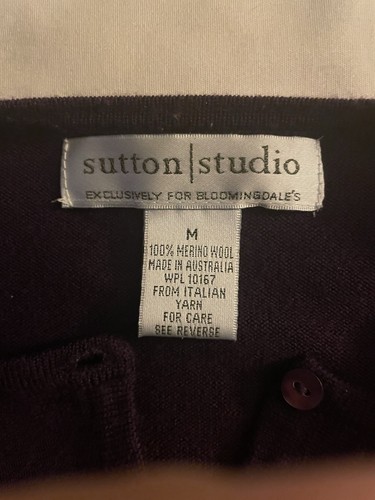 sutton|studio
EXCLUSIVELY FOR BLOOMINGDALE'S
M
100% MERINO WOOL
MADE IN AUSTRALIA
WPL 10167
FROM ITALIAN
YARN
FOR CARE
SEE REVERSE